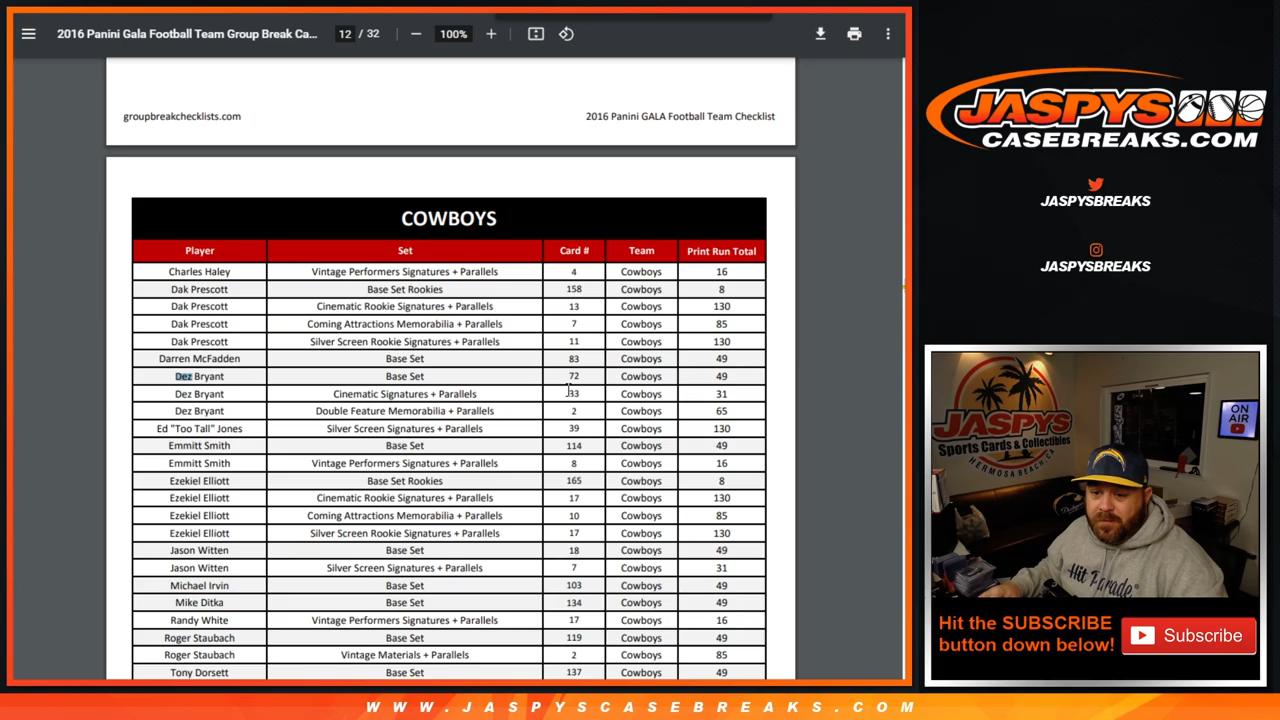 2016 Panini Gala Football Team Group Break Ca... 12 / 32 100%
groupbreakchecklists.com 2016 Panini GALA Football Team Checklist
COWBOYS
Player Set Card # Team Print Run Total
Charles Haley Vintage Performers Signatures + Parallels 4 Cowboys 16
Dak Prescott Base Set Rookies 158 Cowboys 8
Dak Prescott Cinematic Rookie Signatures + Parallels 13 Cowboys 130
Dak Prescott Coming Attractions Memorabilia + Parallels 7 Cowboys 85
Dak Prescott Silver Screen Rookie Signatures + Parallels 11 Cowboys 130
Darren McFadden Base Set 83 Cowboys 49
Dez Bryant Base Set 72 Cowboys 49
Dez Bryant Cinematic Signatures + Parallels 33 Cowboys 31
Dez Bryant Double Feature Memorabilia + Parallels 2 Cowboys 65
Ed "Too Tall" Jones Silver Screen Signatures + Parallels 39 Cowboys 130
Emmitt Smith Base Set 114 Cowboys 49
Emmitt Smith Vintage Performers Signatures + Parallels 8 Cowboys 16
Ezekiel Elliott Base Set Rookies 165 Cowboys 8
Ezekiel Elliott Cinematic Rookie Signatures + Parallels 17 Cowboys 130
Ezekiel Elliott Coming Attractions Memorabilia + Parallels 10 Cowboys 85
Ezekiel Elliott Silver Screen Rookie Signatures + Parallels 17 Cowboys 130
Jason Witten Base Set 18 Cowboys 49
Jason Witten Silver Screen Signatures + Parallels 7 Cowboys 31
Michael Irvin Base Set 103 Cowboys 49
Mike Ditka Base Set 134 Cowboys 49
Randy White Vintage Performers Signatures + Parallels 17 Cowboys 16
Roger Staubach Base Set 119 Cowboys 49
Roger Staubach Vintage Materials + Parallels 2 Cowboys 85
Tony Dorsett Base Set 137 Cowboys 49
JASPYS
CASEBREAKS.COM
JASPYSBREAKS
JASPYSBREAKS
JASPYS
Sports Cards & Collectibles
HERMOSA BEACH, CA
ON
AIR
Hit Parade
Hit the SUBSCRIBE
button down below!
Subscribe
WWW.JASPYSCASEBREAKS.COM